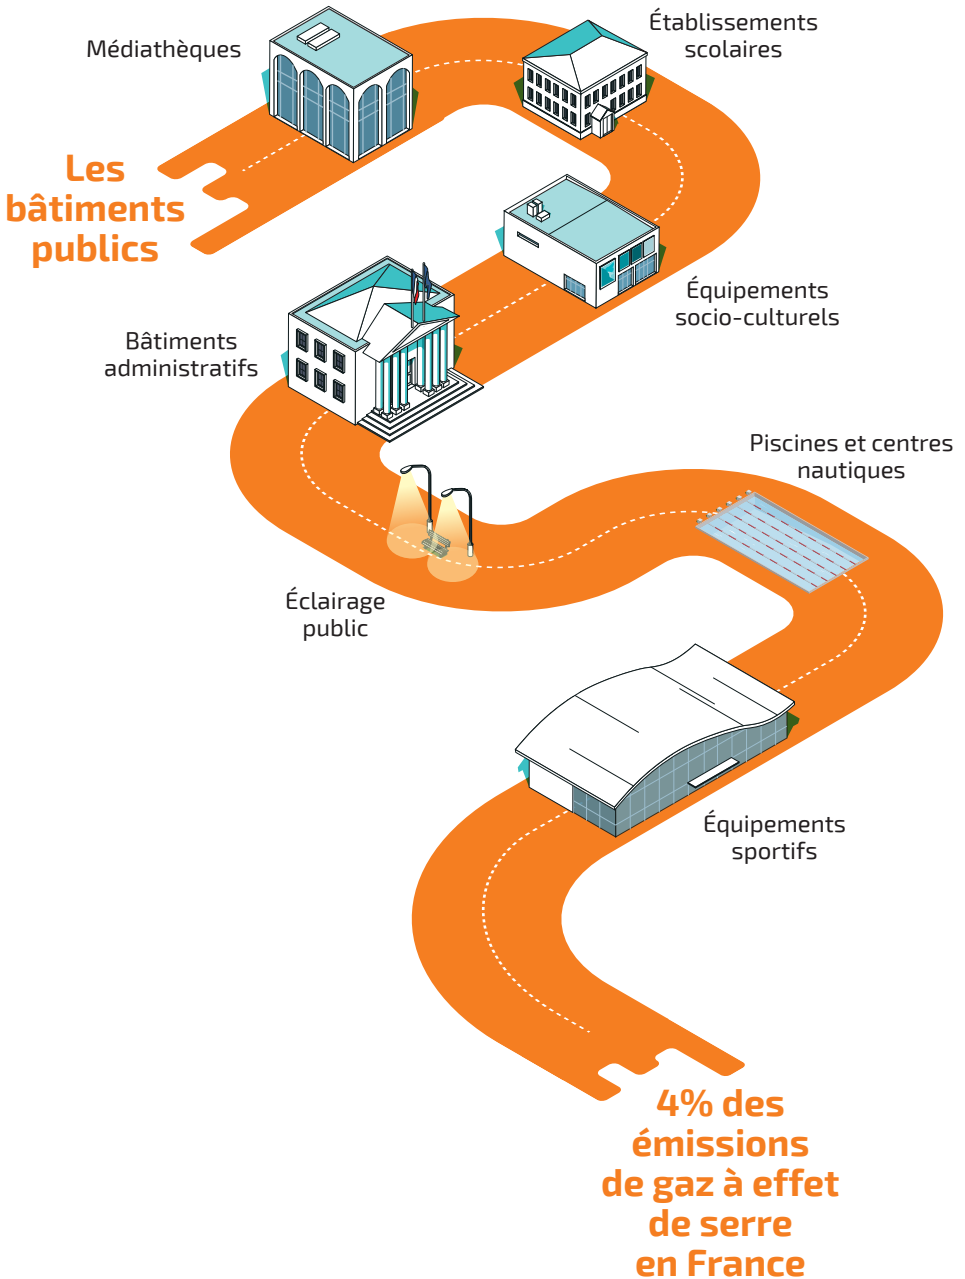 Les
bâtiments
publics
Médiathèques
Établissements
scolaires
Équipements
socio-culturels
Bâtiments
administratifs
Éclairage
public
Piscines et centres
nautiques
Équipements
sportifs
4% des
émissions
de gaz à effet
de serre
en France